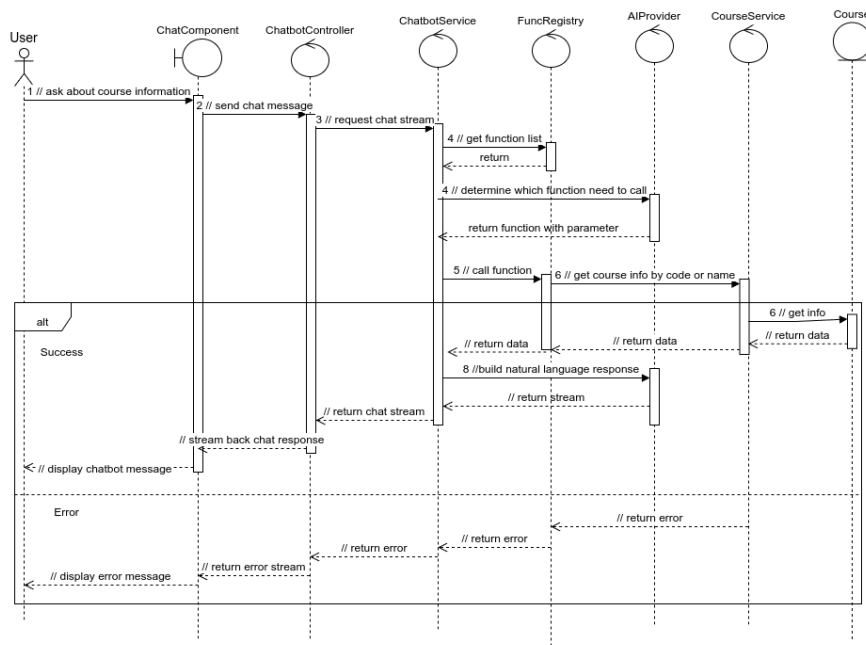 User
ChatComponent
ChatbotController
ChatbotService
FuncRegistry
AIProvider
CourseService
Course
1 // ask about course information
2 // send chat message
3 // request chat stream
4 // get function list
return
4 // determine which function need to call
return function with parameter
5 // call function
6 // get course info by code or name
alt
6 // get info
Success
// return data
// return data
// return data
8 //build natural language response
// return stream
// return chat stream
// stream back chat response
// display chatbot message
Error
// return error
// return error
// return error
// return error stream
// display error message